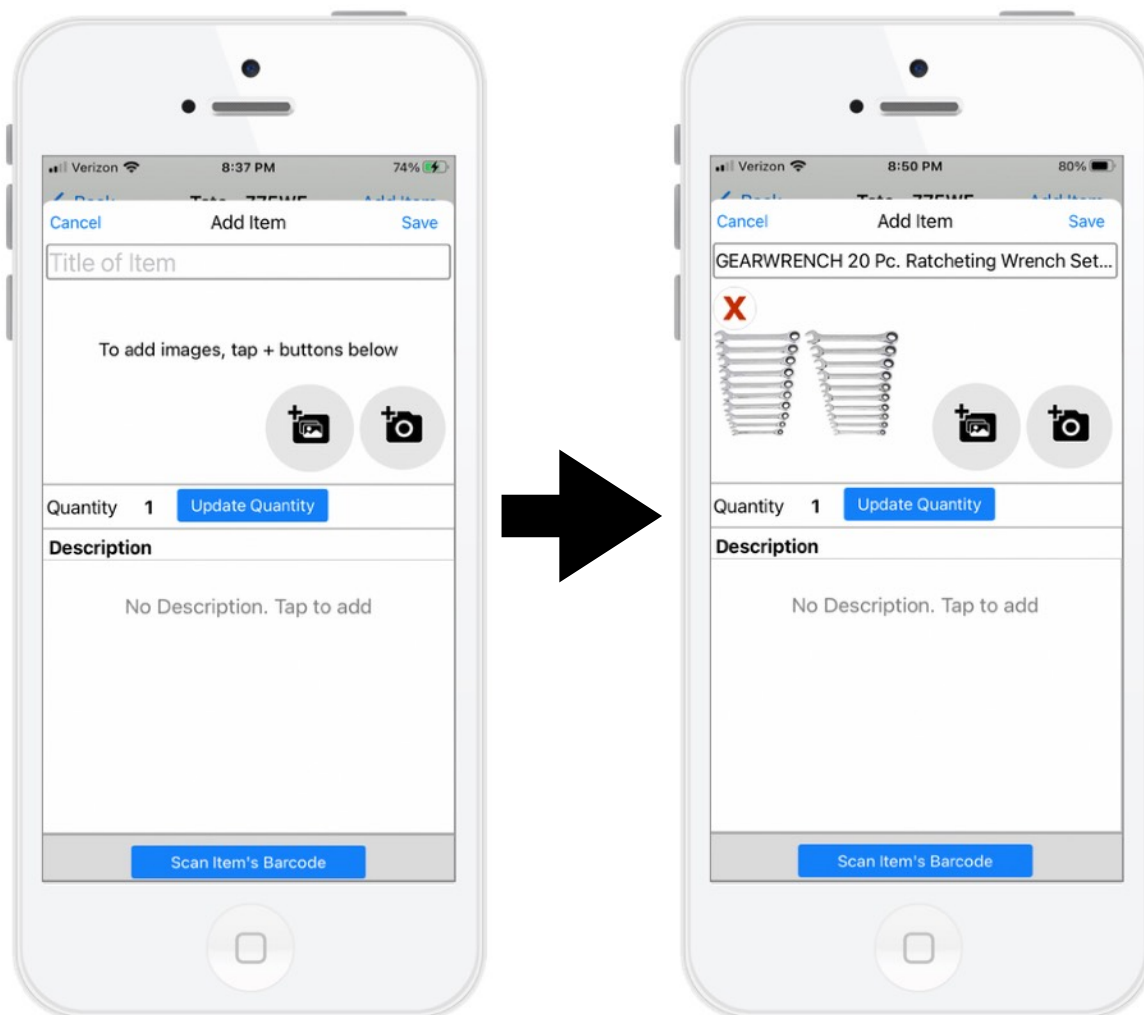 Verizon 8:37 PM 74%
Cancel Add Item Save
Title of Item
To add images, tap + buttons below
Quantity 1 Update Quantity
Description
No Description. Tap to add
Scan Item's Barcode
Verizon 8:50 PM 80%
Cancel Add Item Save
GEARWRENCH 20 Pc. Ratcheting Wrench Set...
X
Quantity 1 Update Quantity
Description
No Description. Tap to add
Scan Item's Barcode